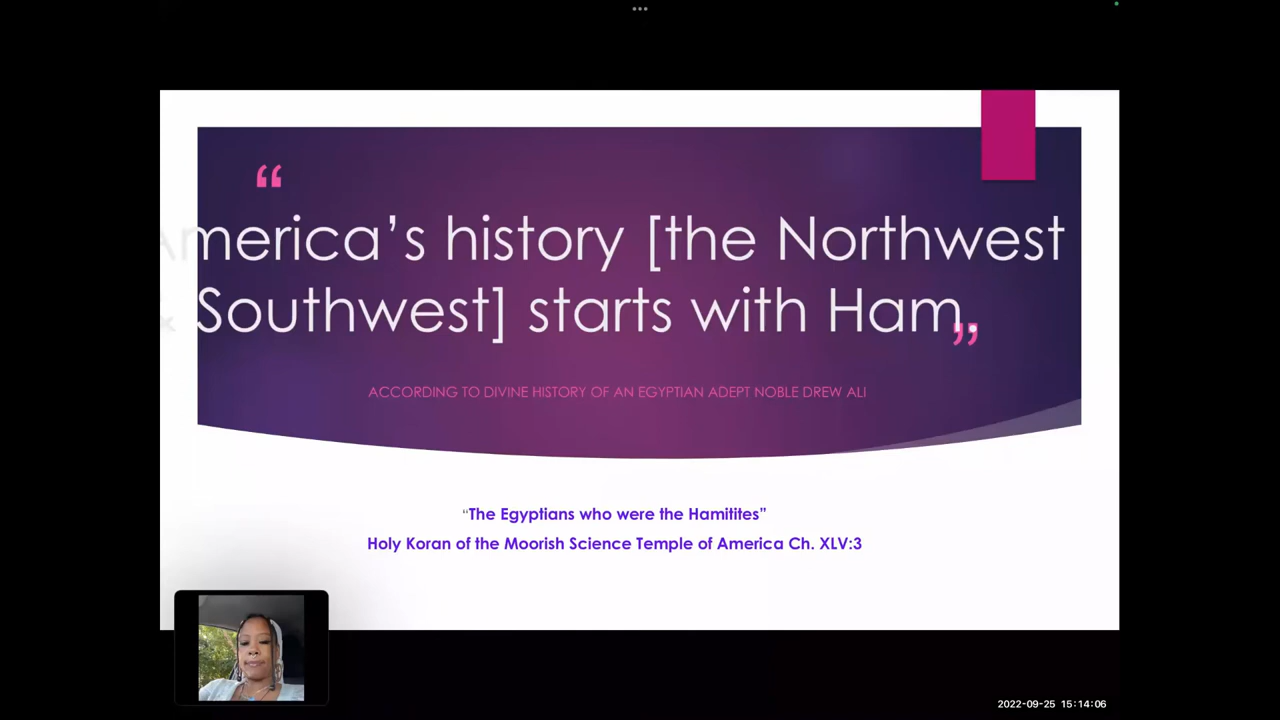 “
America’s history [the Northwest
& Southwest] starts with Ham.
”
ACCORDING TO DIVINE HISTORY OF AN EGYPTIAN ADEPT NOBLE DREW ALI
“The Egyptians who were the Hamitites”
Holy Koran of the Moorish Science Temple of America Ch. XLV:3
2022-09-25 15:14:06